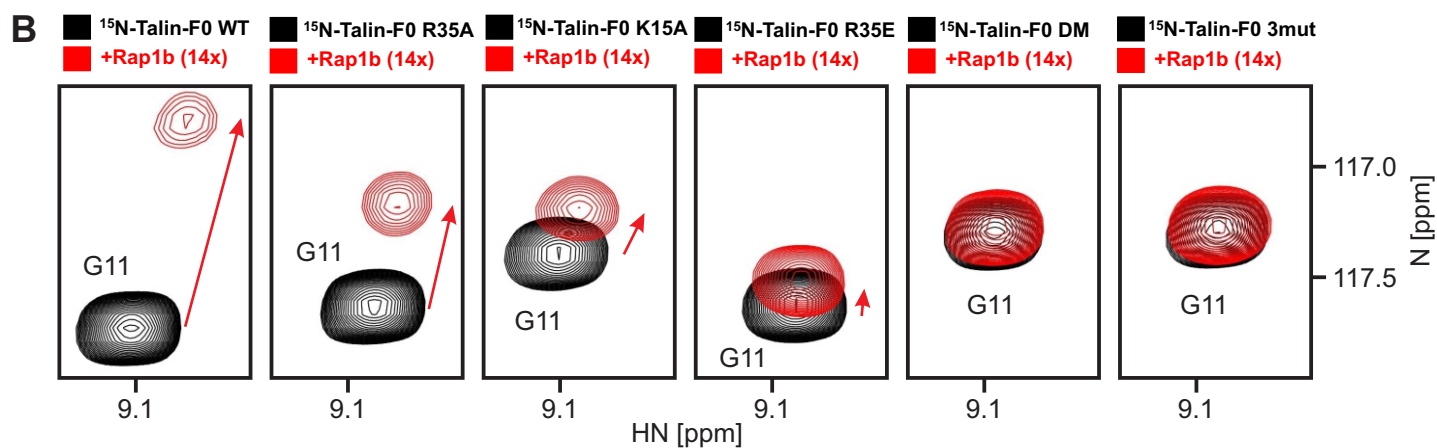 B
¹⁵N-Talin-F0 WT
+Rap1b (14x)
¹⁵N-Talin-F0 R35A
+Rap1b (14x)
¹⁵N-Talin-F0 K15A
+Rap1b (14x)
¹⁵N-Talin-F0 R35E
+Rap1b (14x)
¹⁵N-Talin-F0 DM
+Rap1b (14x)
¹⁵N-Talin-F0 3mut
+Rap1b (14x)
G11
G11
G11
G11
G11
G11
117.0
117.5
N [ppm]
9.1
9.1
9.1
9.1
9.1
9.1
HN [ppm]